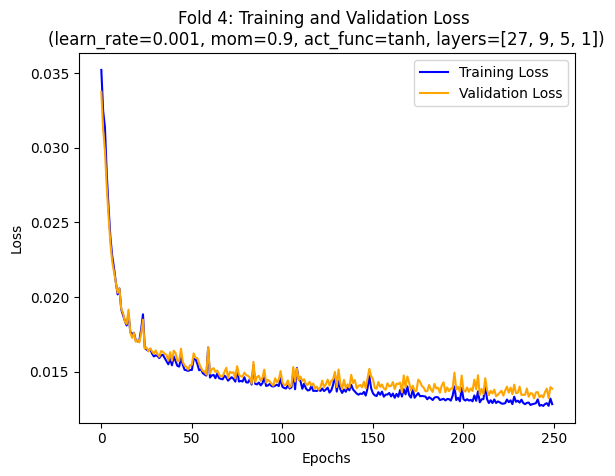 Fold 4: Training and Validation Loss
(learn_rate=0.001, mom=0.9, act_func=tanh, layers=[27, 9, 5, 1])
Training Loss
Validation Loss
Loss
0.035
0.030
0.025
0.020
0.015
0
50
100
150
200
250
Epochs